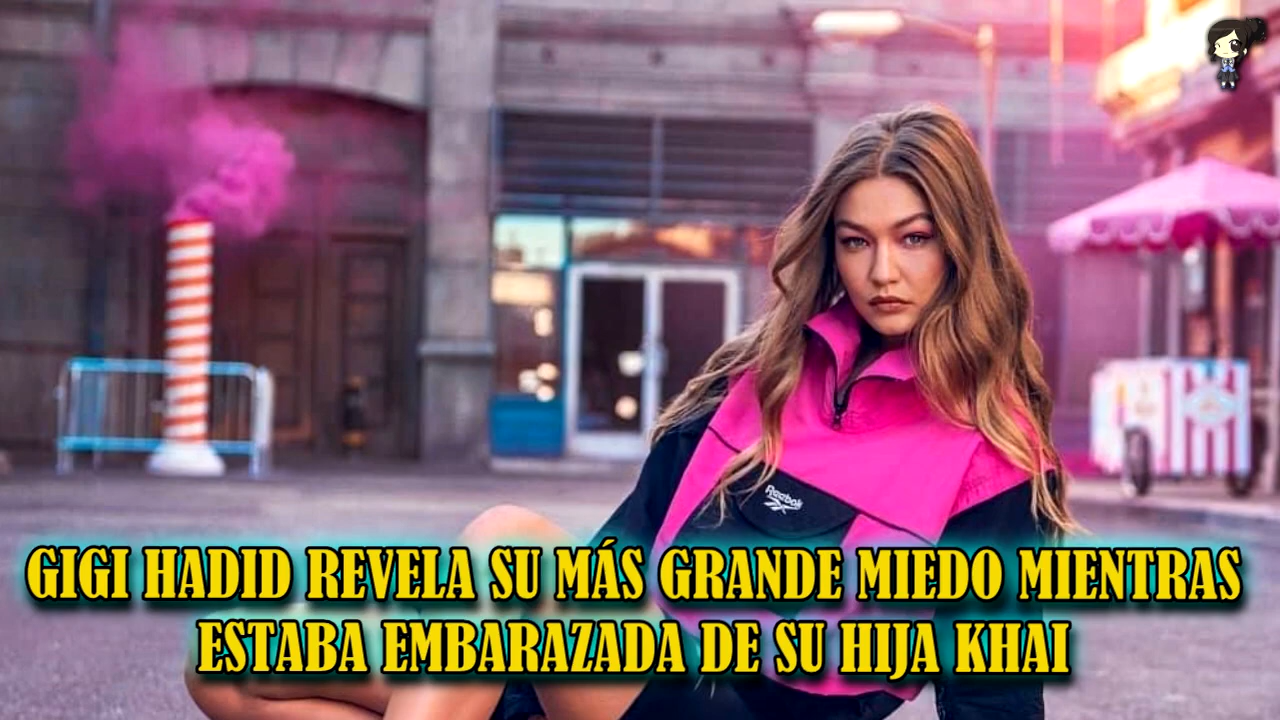 Reebok
GIGI HADID REVELA SU MÁS GRANDE MIEDO MIENTRAS
ESTABA EMBARAZADA DE SU HIJA KHAI